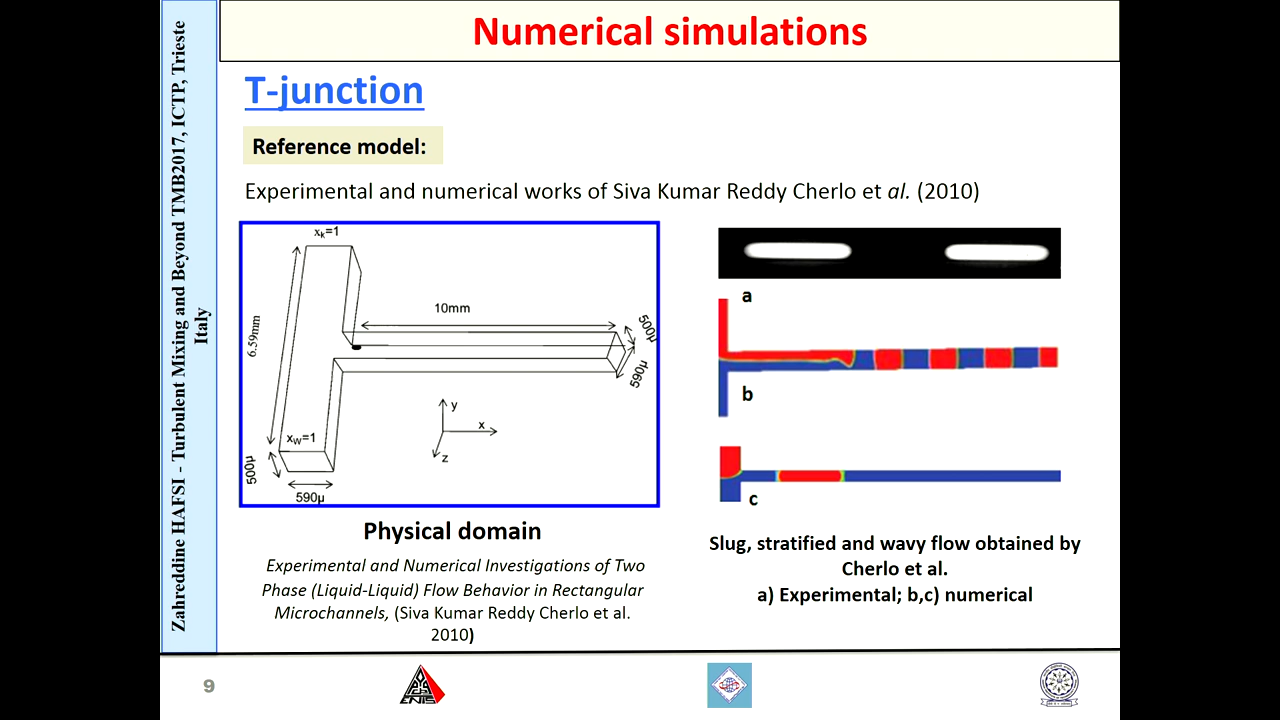 Numerical simulations
Zahreddine HAFSI - Turbulent Mixing and Beyond TMB2017, ICTP, Trieste
Italy
T-junction
Reference model:
Experimental and numerical works of Siva Kumar Reddy Cherlo et al. (2010)
xk=1
10mm
500µ
6.59mm
590µ
y
x
z
xw=1
500µ
590µ
a
b
c
Physical domain
Experimental and Numerical Investigations of Two
Phase (Liquid-Liquid) Flow Behavior in Rectangular
Microchannels, (Siva Kumar Reddy Cherlo et al.
2010)
Slug, stratified and wavy flow obtained by
Cherlo et al.
a) Experimental; b,c) numerical
9
ENIS